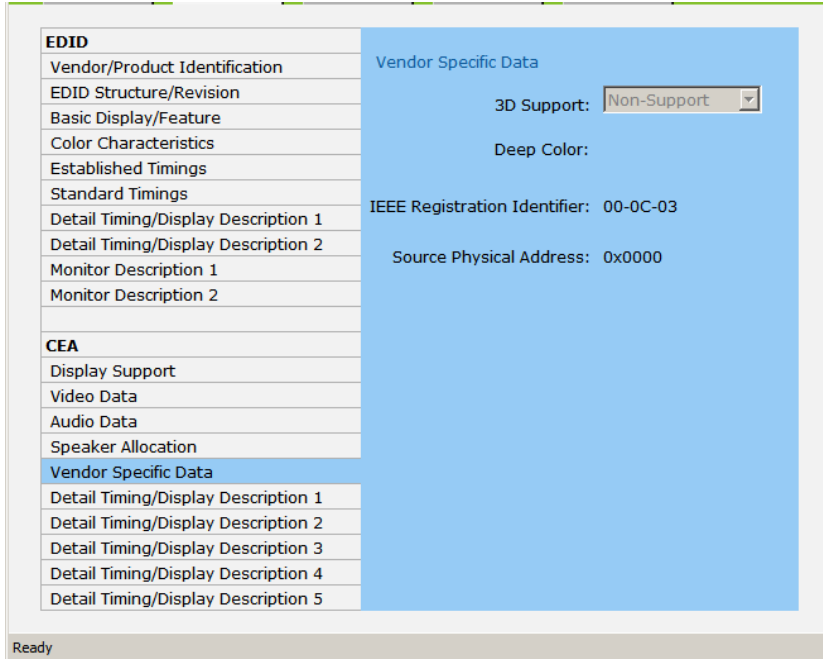 EDID
Vendor/Product Identification
EDID Structure/Revision
Basic Display/Feature
Color Characteristics
Established Timings
Standard Timings
Detail Timing/Display Description 1
Detail Timing/Display Description 2
Monitor Description 1
Monitor Description 2
CEA
Display Support
Video Data
Audio Data
Speaker Allocation
Vendor Specific Data
Detail Timing/Display Description 1
Detail Timing/Display Description 2
Detail Timing/Display Description 3
Detail Timing/Display Description 4
Detail Timing/Display Description 5
Vendor Specific Data
3D Support: Non-Support
Deep Color:
IEEE Registration Identifier: 00-0C-03
Source Physical Address: 0x0000
Ready